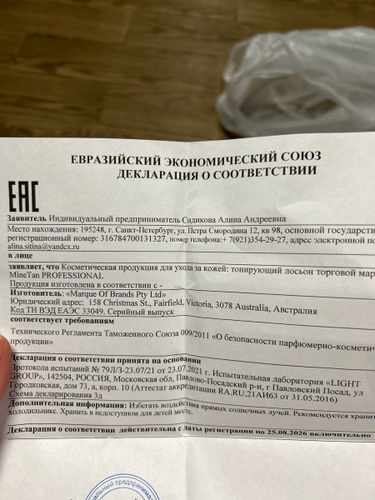 ЕВРАЗИЙСКИЙ ЭКОНОМИЧЕСКИЙ СОЮЗ
ДЕКЛАРАЦИЯ О СООТВЕТСТВИИ
EAC
Заявитель Индивидуальный предприниматель Сидикова Алина Андреевна
Место нахождения: 195248, г. Санкт-Петербург, ул Петра Смородина 12, кв 98, основной государств
регистрационный номер: 316784700131327, номер телефона:+7(921)354-29-27, адрес электронной по
alina.sitina@yandex.ru
в лице
заявляет, что Косметическая продукция для ухода за кожей: тонирующий лосьон торговой мар
MineTan PROFESSIONAL
Продукция изготовлена в соответствии с -
Изготовитель: «Marque Of Brands Pty Ltd»
Юридический адрес: 158 Christmas St., Fairfield, Victoria, 3078 Australia, Австралия
Код ТН ВЭД ЕАЭС 33049. Серийный выпуск
соответствует требованиям
Технического Регламента Таможенного Союза 009/2011 «О безопасности парфюмерно-космети
продукции»
Декларация о соответствии принята на основании
Протокола испытаний № 79Л/З-23.07/21 от 23.07.2021 г. Испытательная лаборатория «LIGHT
GROUP», 142504, РОССИЯ, Московская обл, Павлово-Посадский р-н, г Павловский Посад, ул
Городковская, дом 73, а, корп. 10 (Аттестат аккредитации RA.RU.21АИ63 от 31.05.2016)
Схема декларирования 3д
Дополнительная информация: Избегать воздействия прямых солнечных лучей. Рекомендуется хранит
холодильнике. Хранить в недоступном для детей месте.
Декларация о соответствии действительна с даты регистрации по 25.08.2026 включительно